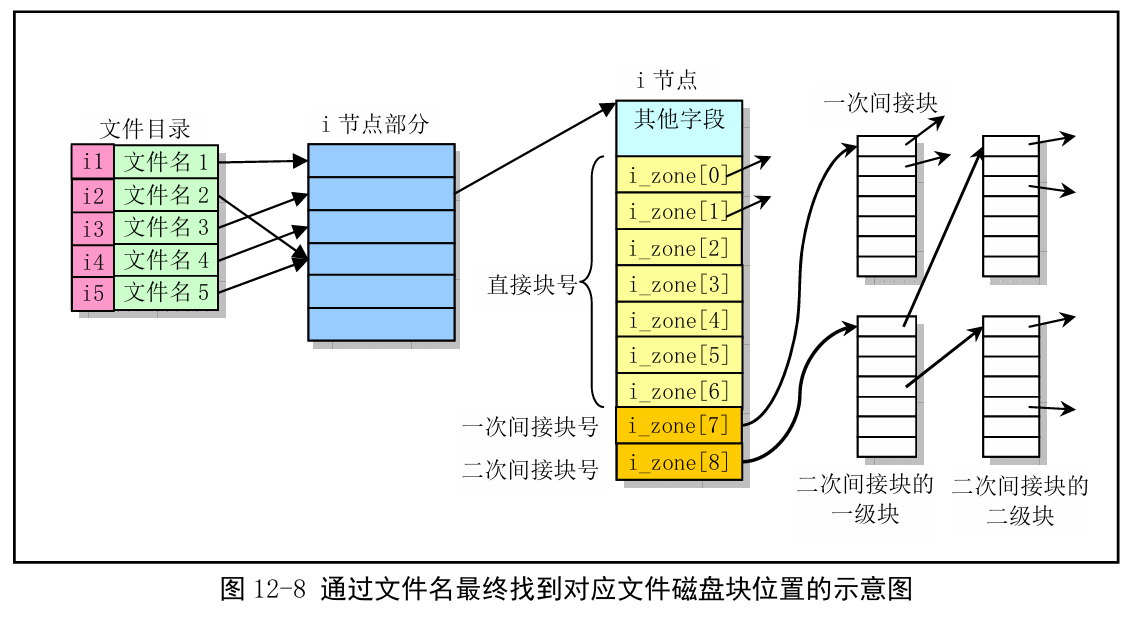 i 节点
文件目录
i 节点部分
一次间接块
其他字段
i1 文件名 1
i2 文件名 2
i3 文件名 3
i4 文件名 4
i5 文件名 5
直接块号
i_zone[0]
i_zone[1]
i_zone[2]
i_zone[3]
i_zone[4]
i_zone[5]
i_zone[6]
一次间接块号
i_zone[7]
二次间接块号
i_zone[8]
二次间接块的
一级块
二次间接块的
二级块
图 12-8 通过文件名最终找到对应文件磁盘块位置的示意图